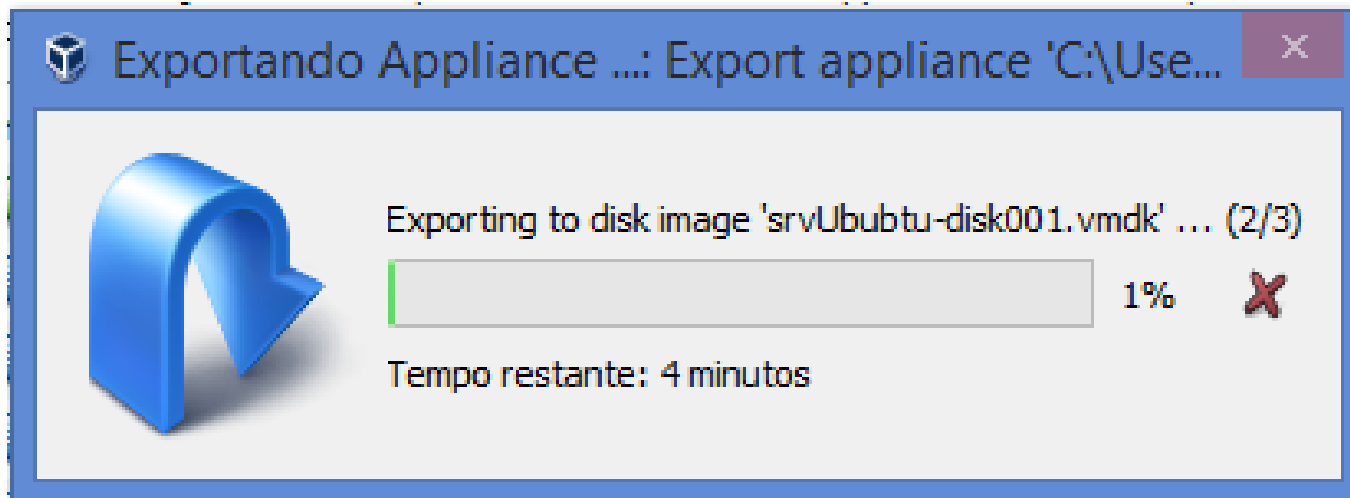 Exportando Appliance ...: Export appliance 'C:\Use...
Exporting to disk image 'srvUbubtu-disk001.vmdk' ... (2/3)
1%
Tempo restante: 4 minutos